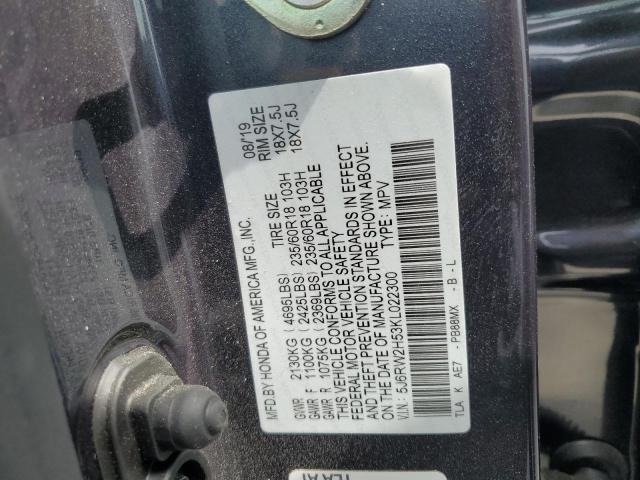 MFD.BY HONDA OF AMERICA MFG.,INC. 08/19
TIRE SIZE RIM SIZE
GVWR 2130KG (4695LBS)
GAWR F 1100KG (2425LBS) 235/60R18 103H 18X7.5J
GAWR R 1075KG (2369LBS) 235/60R18 103H 18X7.5J
THIS VEHICLE CONFORMS TO ALL APPLICABLE
FEDERAL MOTOR VEHICLE SAFETY
AND THEFT PREVENTION STANDARDS IN EFFECT
ON THE DATE OF MANUFACTURE SHOWN ABOVE.
V.I.N.: 5J6RW2H53KL022300 TYPE: MPV
TLA K AE7 - PB88MX - B - L